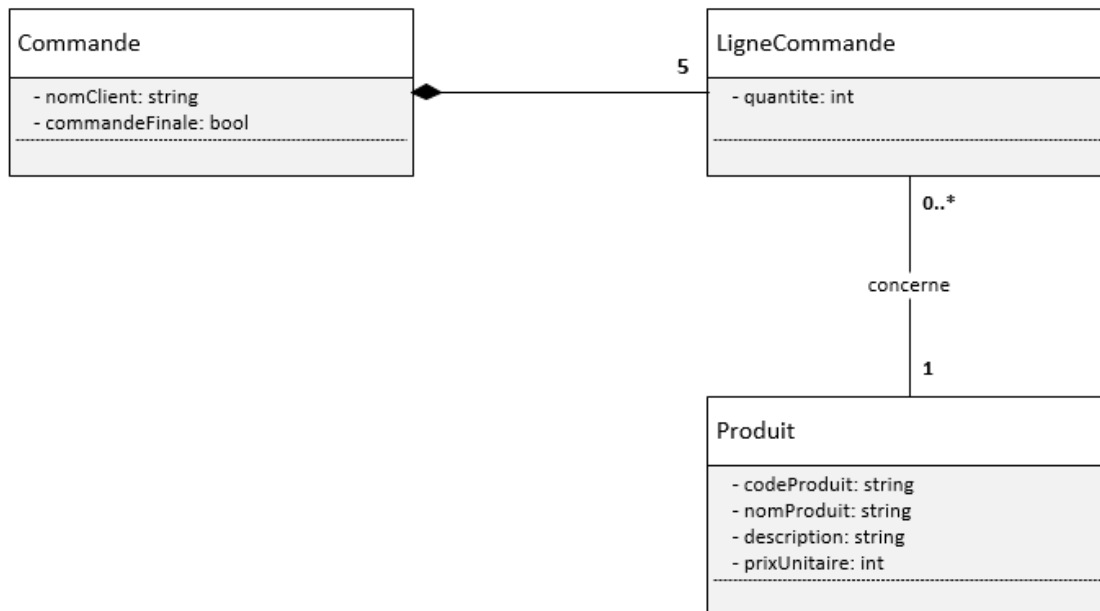 Commande
- nomClient: string
- commandeFinale: bool
5
LigneCommande
- quantite: int
0..*
concerne
1
Produit
- codeProduit: string
- nomProduit: string
- description: string
- prixUnitaire: int